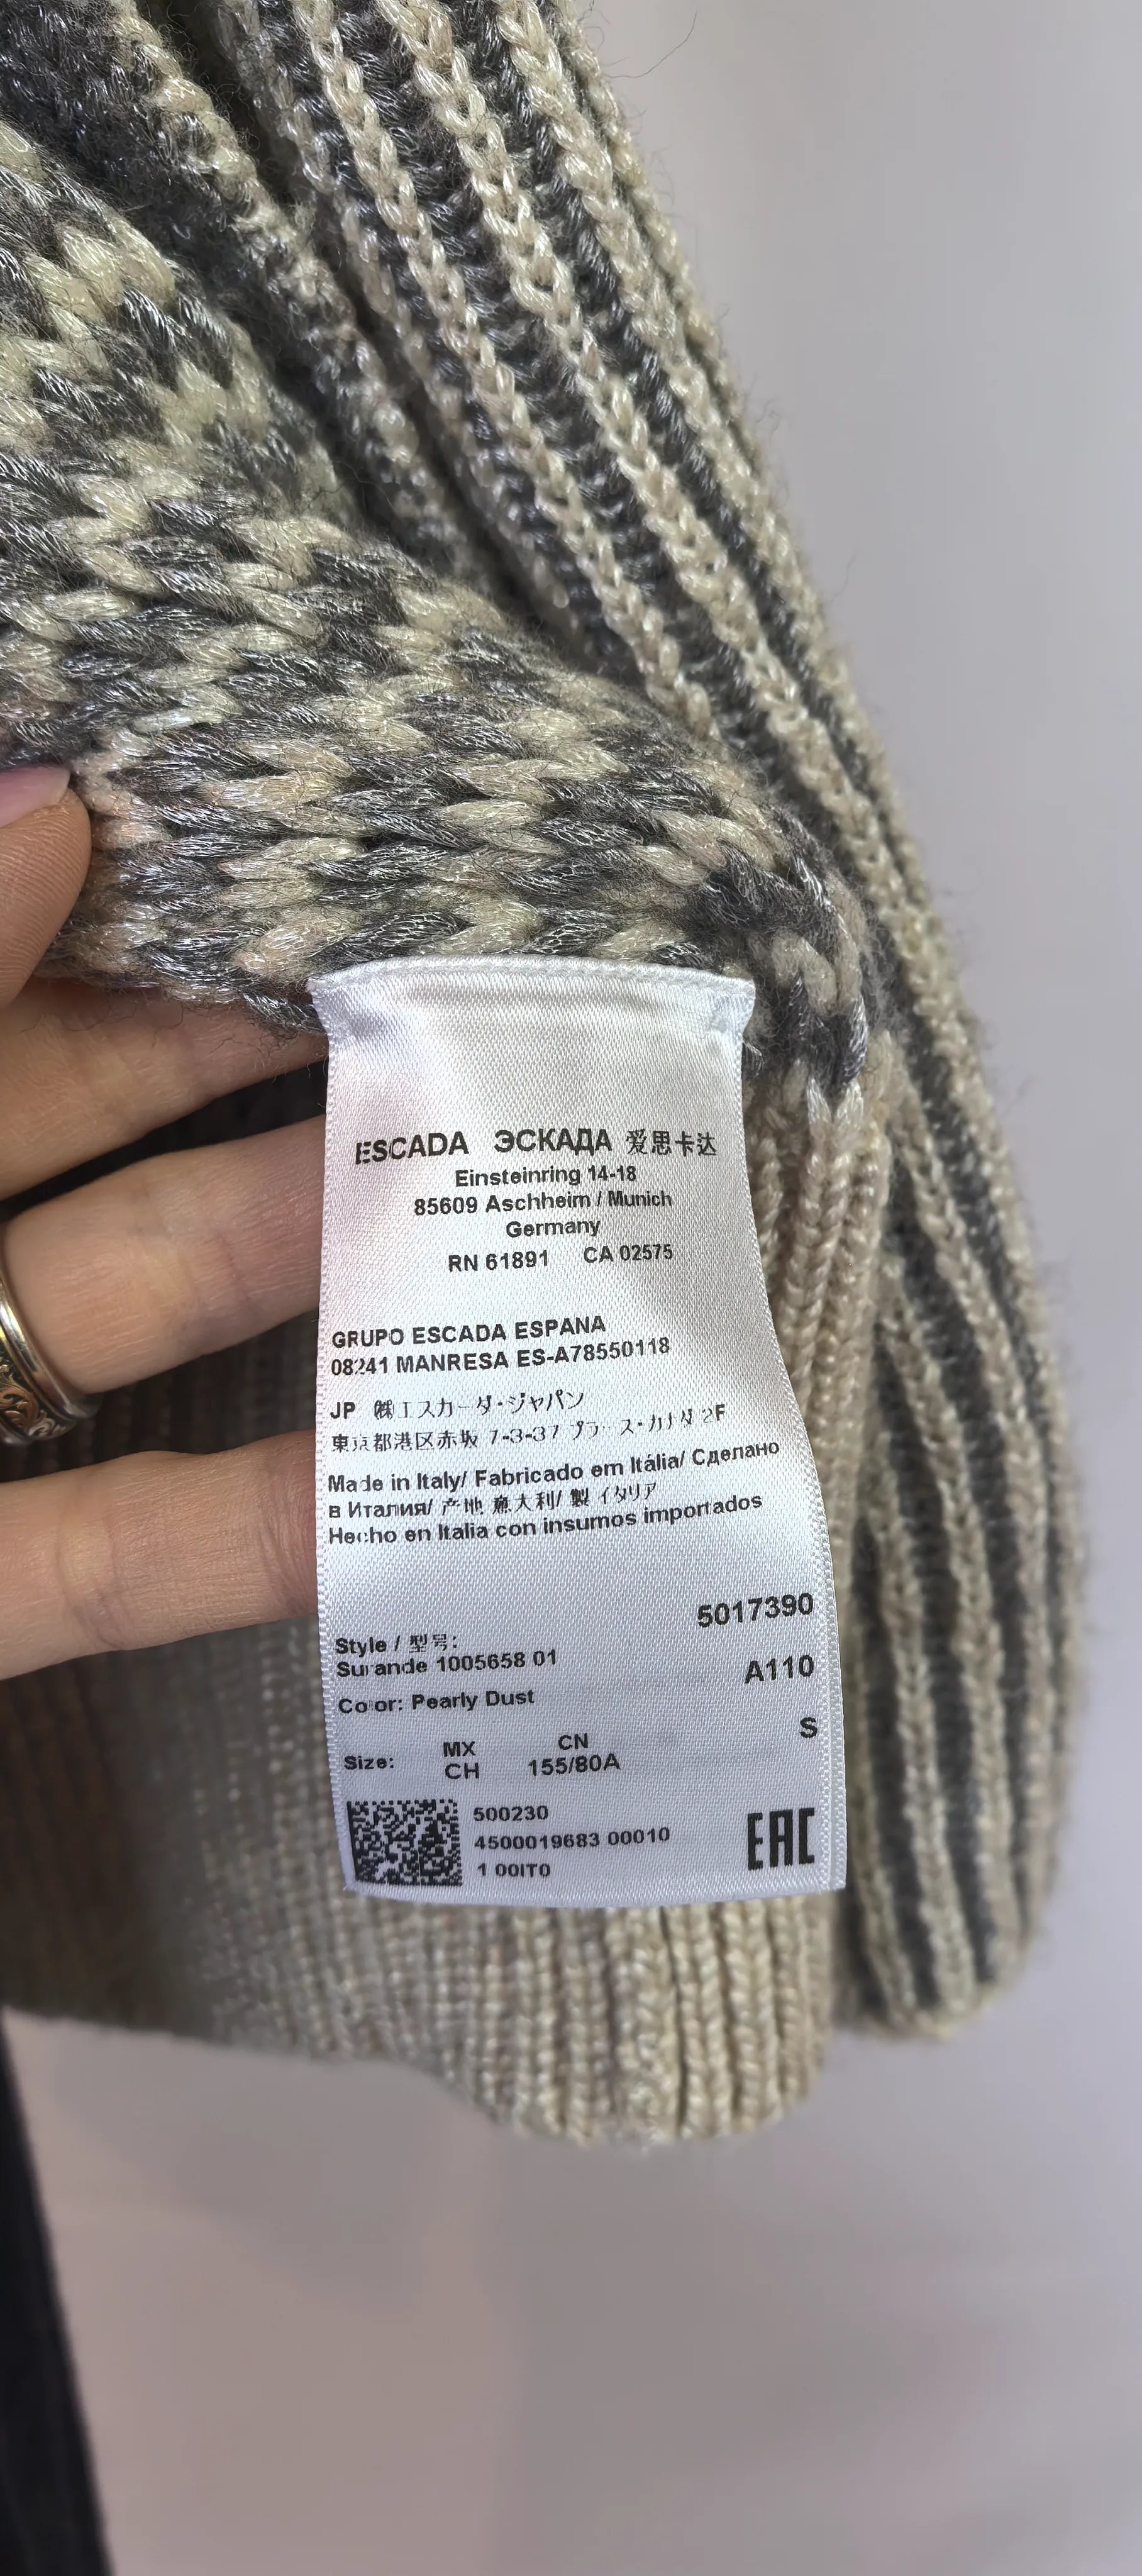 ESCADA ЭСКАДА 爱思卡达
Einsteinring 14-18
85609 Aschheim / Munich
Germany
RN 61891 CA 02575
GRUPO ESCADA ESPANA
08241 MANRESA ES-A78550118
JP ㈱エスカーダ・ジャパン
東京都港区赤坂 7-3-37 プラース・カナダ 2F
Made in Italy/ Fabricado em Itália/ Сделано
в Италия/ 产地 意大利/ 製 イタリア
Hecho en Italia con insumos importados
5017390
Style / 型号:
Surande 1005658 01
A110
Color: Pearly Dust
S
MX CN
Size: CH 155/80A
500230
4500019683 00010
1 00IT0
EAC